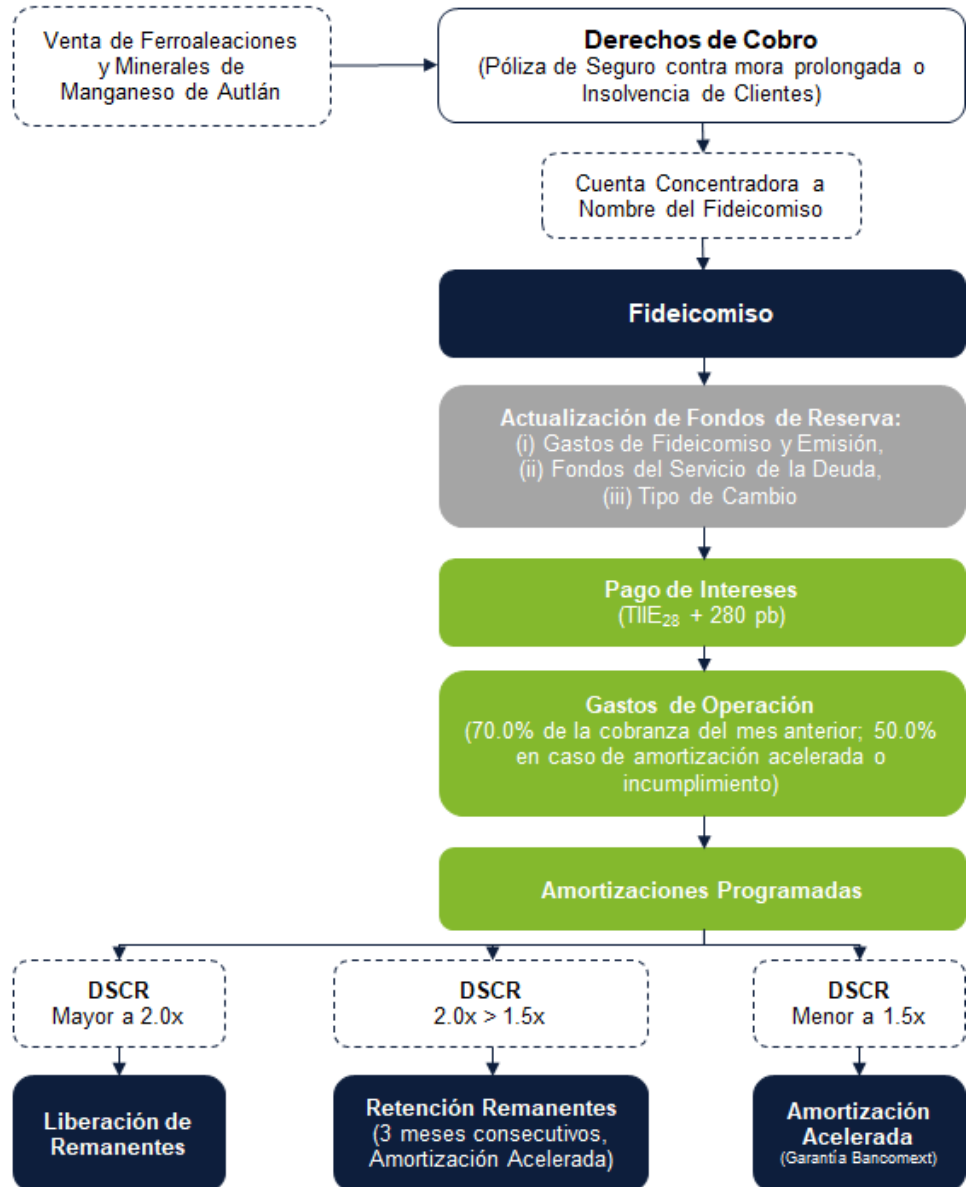 Venta de Ferroaleaciones
y Minerales de
Manganeso de Autlán
Derechos de Cobro
(Póliza de Seguro contra mora prolongada o
Insolvencia de Clientes)
Cuenta Concentradora a
Nombre del Fideicomiso
Fideicomiso
Actualización de Fondos de Reserva:
(i) Gastos de Fideicomiso y Emisión,
(ii) Fondos del Servicio de la Deuda,
(iii) Tipo de Cambio
Pago de Intereses
(TIIE₂₈ + 280 pb)
Gastos de Operación
(70.0% de la cobranza del mes anterior; 50.0%
en caso de amortización acelerada o
incumplimiento)
Amortizaciones Programadas
DSCR
Mayor a 2.0x
DSCR
2.0x > 1.5x
DSCR
Menor a 1.5x
Liberación de
Remanentes
Retención Remanentes
(3 meses consecutivos,
Amortización Acelerada)
Amortización
Acelerada
(Garantía Bancomext)